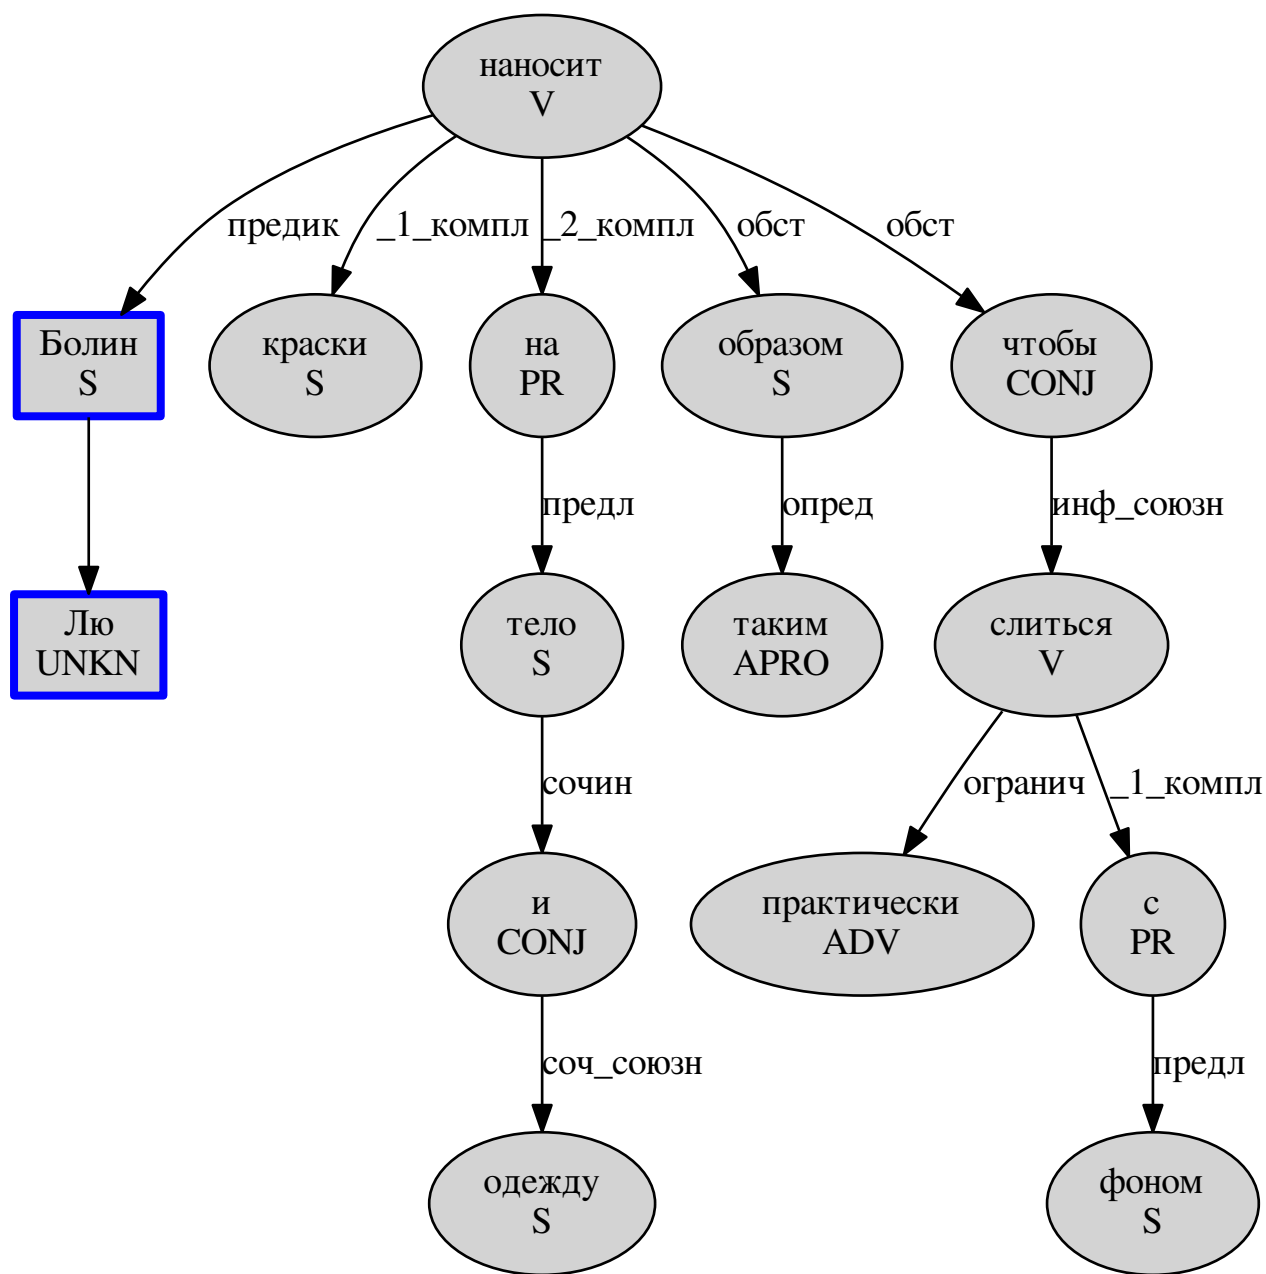 наносит
V
предик
_1_компл
_2_компл
обст
обст
Болин
S
краски
S
на
PR
образом
S
чтобы
CONJ
предл
опред
инф_союзн
Лю
UNKN
тело
S
таким
APRO
слиться
V
сочин
огранич
_1_компл
и
CONJ
практически
ADV
с
PR
соч_союзн
предл
одежду
S
фоном
S